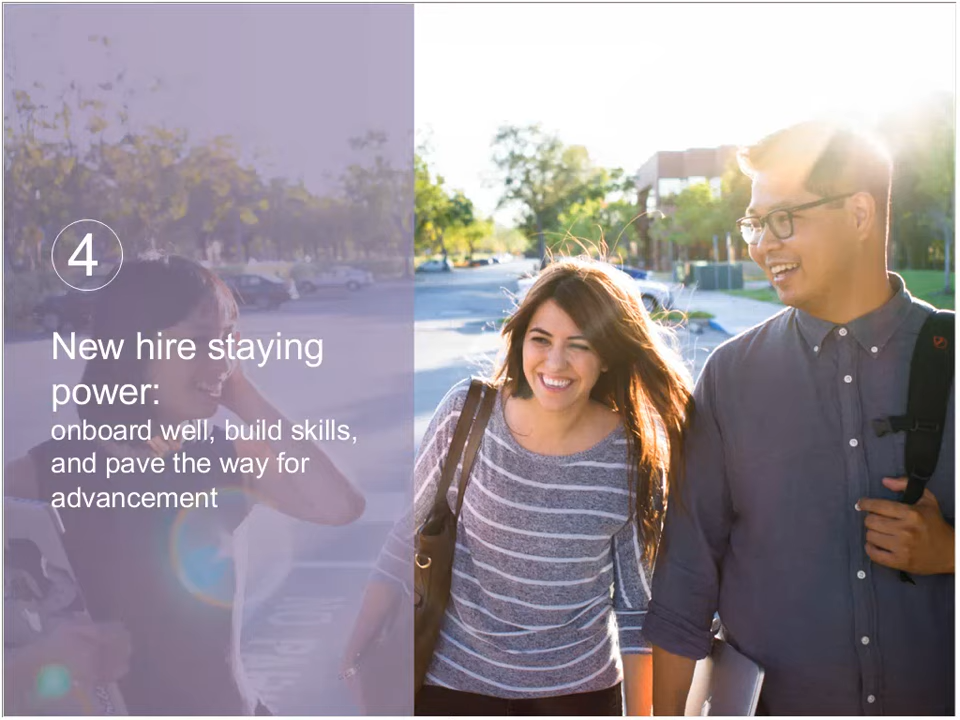 4
New hire staying
power:
onboard well, build skills,
and pave the way for
advancement